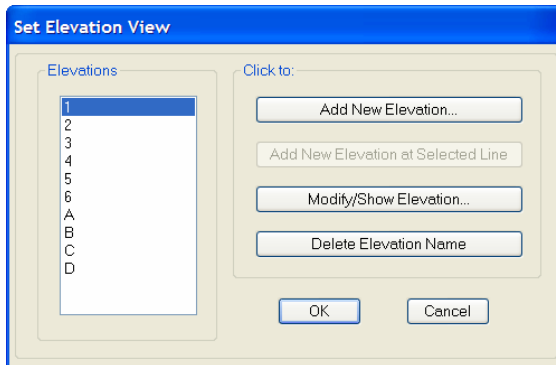 Set Elevation View
Elevations
1
2
3
4
5
6
A
B
C
D
Click to:
Add New Elevation...
Add New Elevation at Selected Line
Modify/Show Elevation...
Delete Elevation Name
OK
Cancel